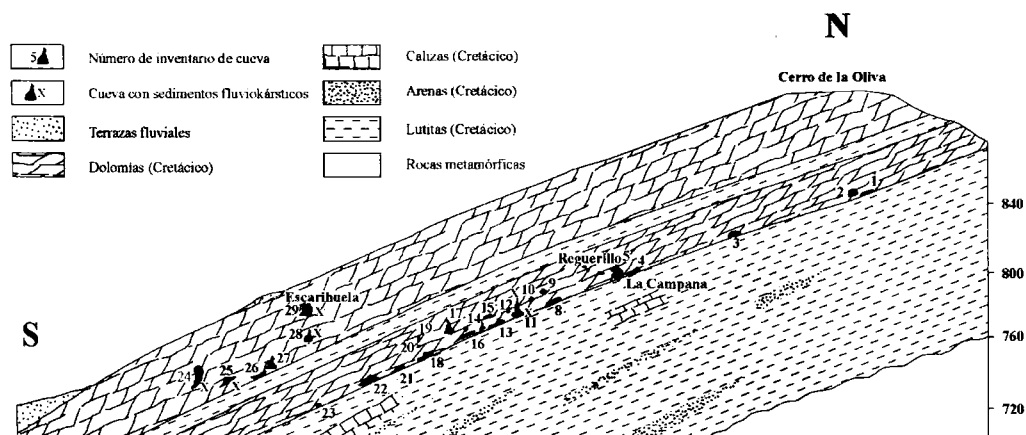 N
Cerro de la Oliva
5 Número de inventario de cueva
X Cueva con sedimentos fluviokársticos
Terrazas fluviales
Dolomías (Cretácico)
Calizas (Cretácico)
Arenas (Cretácico)
Lutitas (Cretácico)
Rocas metamórficas
1
2
840
3
Reguerillo 5
4
800
La Campana
9
10
8
Escarihuela
29 X
12
15
X
11
13
14
17
16
19
28 X
760
20
18
27
26
25
X
24
X
21
22
23
720
S